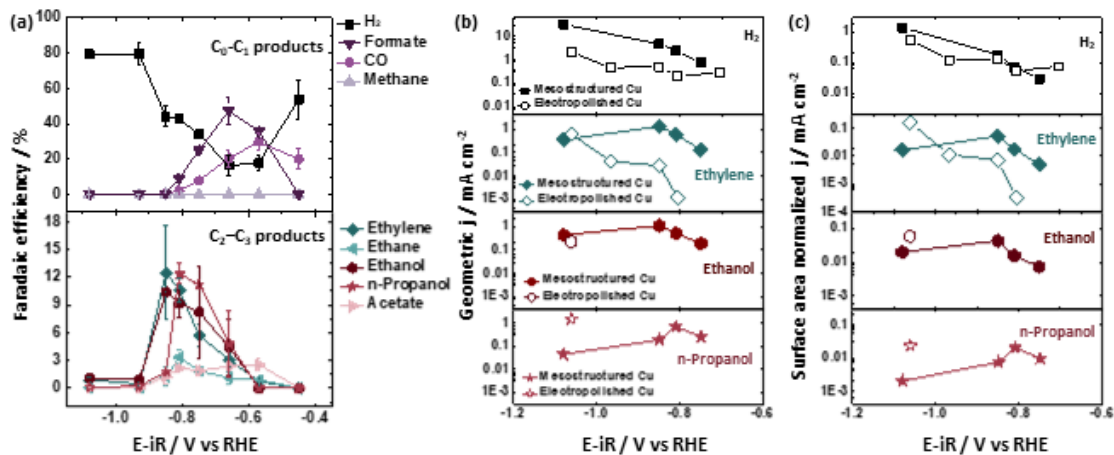 (a)
H₂
Formate
CO
Methane
C₀-C₁ products
Faradaic efficiency / %
100
80
60
40
20
0
C₂–C₃ products
Ethylene
Ethane
Ethanol
n-Propanol
Acetate
18
15
12
9
6
3
0
-1.0
-0.8
-0.6
-0.4
E-iR / V vs RHE
(b)
H₂
Mesostructured Cu
Electropolished Cu
10
1
0.1
0.01
Geometric j / mA cm⁻²
Ethylene
Mesostructured Cu
Electropolished Cu
1
0.1
0.01
1E-3
Ethanol
Mesostructured Cu
Electropolished Cu
1
0.1
0.01
1E-3
n-Propanol
Mesostructured Cu
Electropolished Cu
1
0.1
0.01
1E-3
-1.2
-1.0
-0.8
-0.6
E-iR / V vs RHE
(c)
H₂
1
0.1
0.01
Surface area normalized j / mA cm⁻²
Ethylene
0.1
0.01
1E-3
1E-4
Ethanol
0.1
0.01
1E-3
n-Propanol
0.1
0.01
1E-3
-1.2
-1.0
-0.8
-0.6
E-iR / V vs RHE